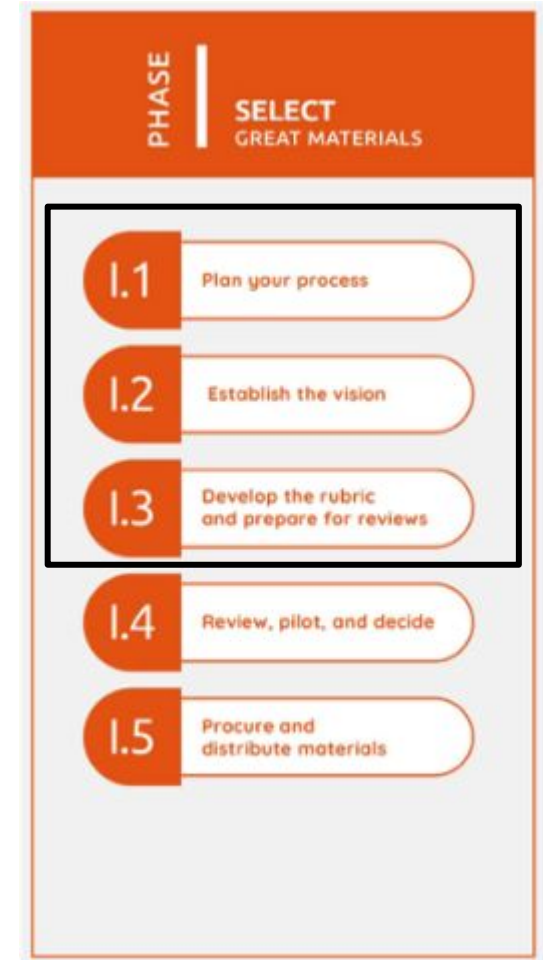 PHASE I
SELECT
GREAT MATERIALS
I.1
Plan your process
I.2
Establish the vision
I.3
Develop the rubric
and prepare for reviews
I.4
Review, pilot, and decide
I.5
Procure and
distribute materials